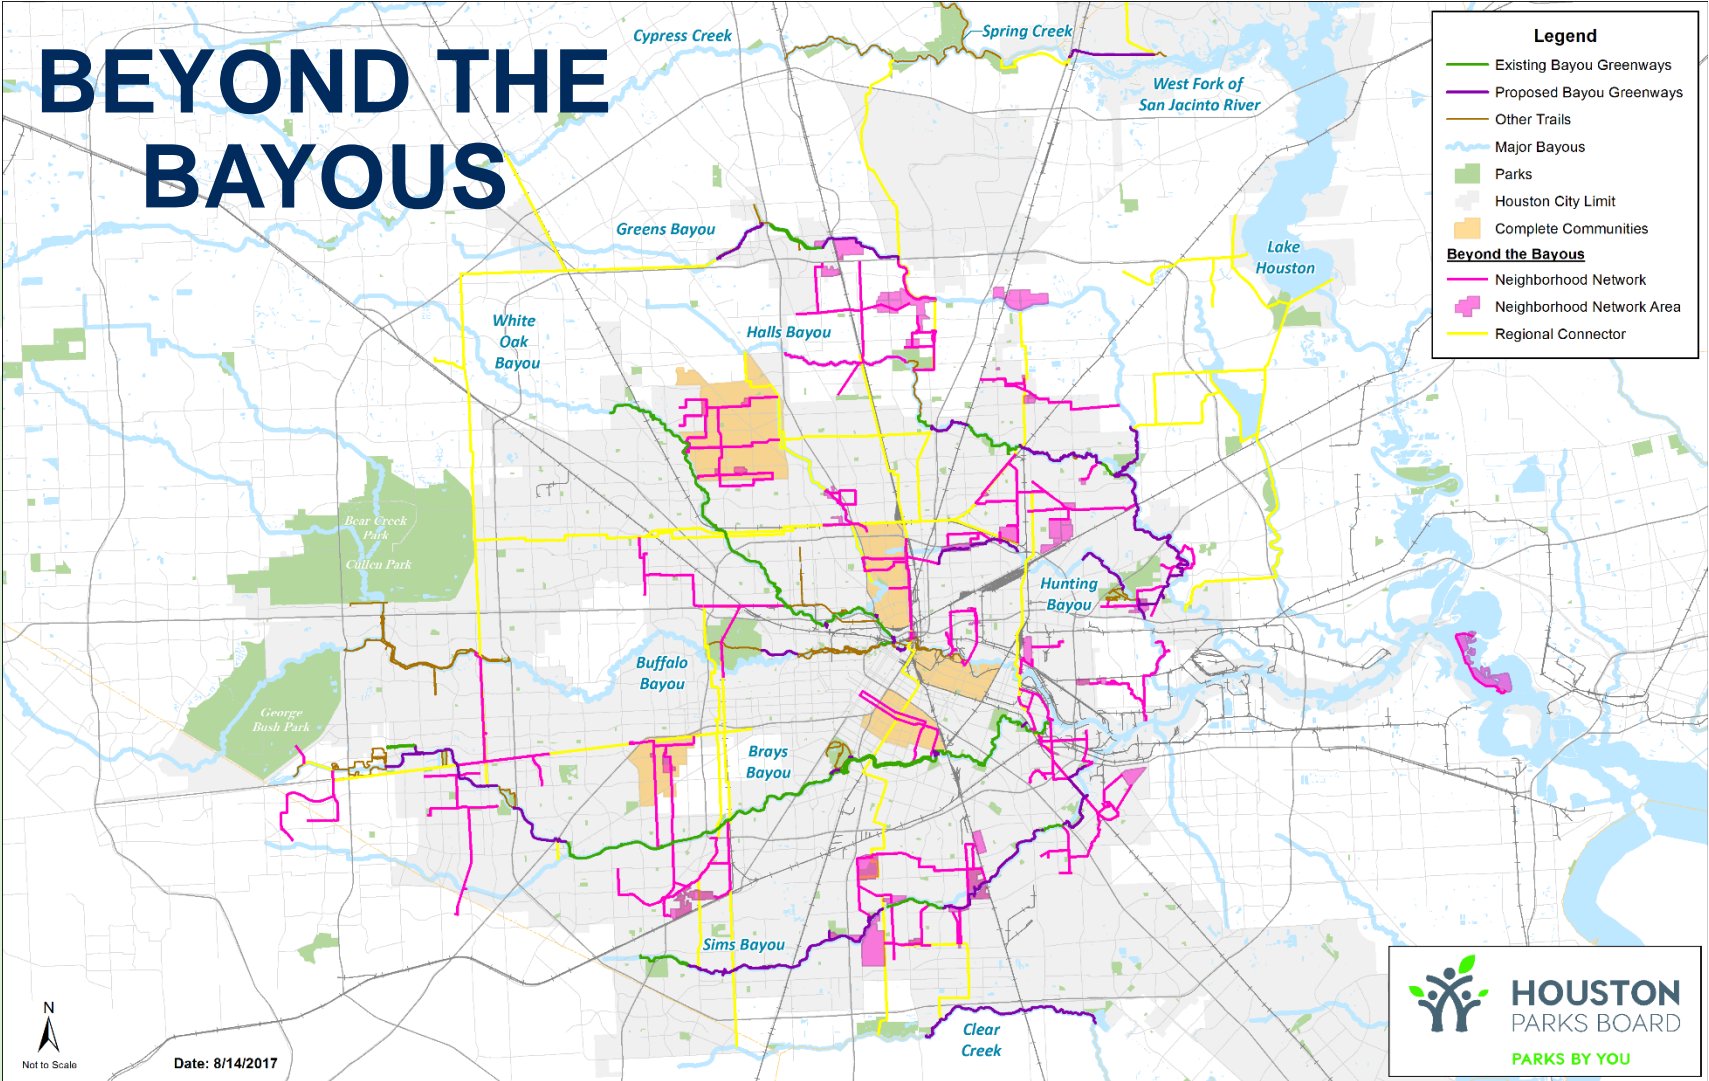 BEYOND THE
BAYOUS
Cypress Creek
Spring Creek
West Fork of
San Jacinto River
Greens Bayou
Lake
Houston
White
Oak
Bayou
Halls Bayou
Bear Creek
Park
Cullen Park
Hunting
Bayou
Buffalo
Bayou
George
Bush Park
Brays
Bayou
Sims Bayou
Clear
Creek
Legend
Existing Bayou Greenways
Proposed Bayou Greenways
Other Trails
Major Bayous
Parks
Houston City Limit
Complete Communities
Beyond the Bayous
Neighborhood Network
Neighborhood Network Area
Regional Connector
N
Not to Scale
Date: 8/14/2017
HOUSTON
PARKS BOARD
PARKS BY YOU